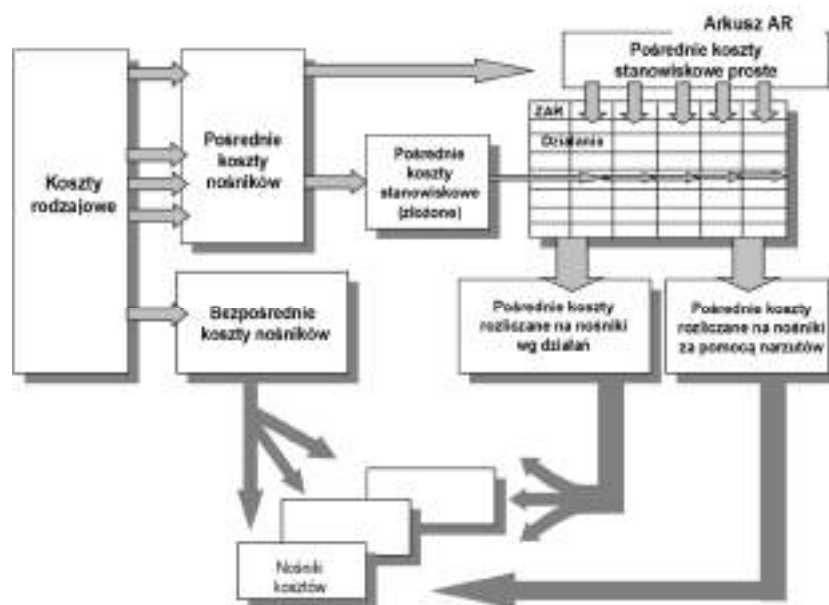 Arkusz AR
Pośrednie koszty
stanowiskowe proste
ZAR
Działania
Koszty
rodzajowe
Pośrednie
koszty
nośników
Pośrednie
koszty
stanowiskowe
(złożone)
Bezpośrednie
koszty nośników
Pośrednie koszty
rozliczane na nośniki
wg działań
Pośrednie koszty
rozliczane na nośniki
za pomocą narzutów
Nośniki
kosztów